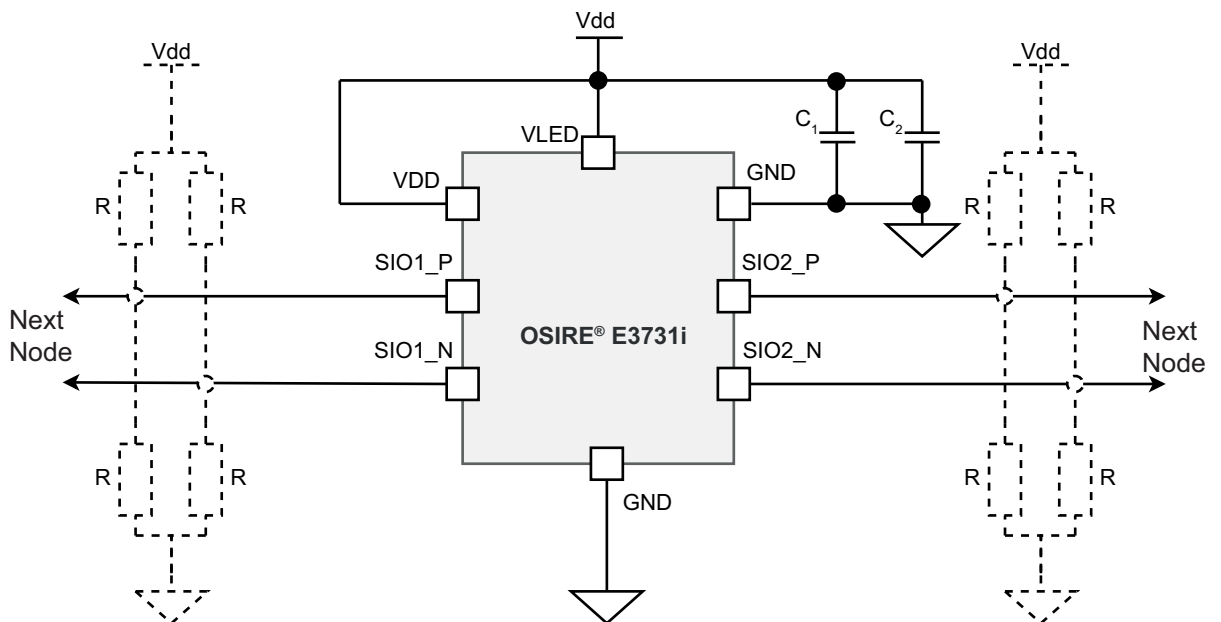 Vdd
Vdd
Vdd
C₁
C₂
VLED
GND
VDD
R
R
R
R
SIO1_P
SIO2_P
Next
Node
OSIRE® E3731i
Next
Node
SIO1_N
SIO2_N
R
R
R
R
GND